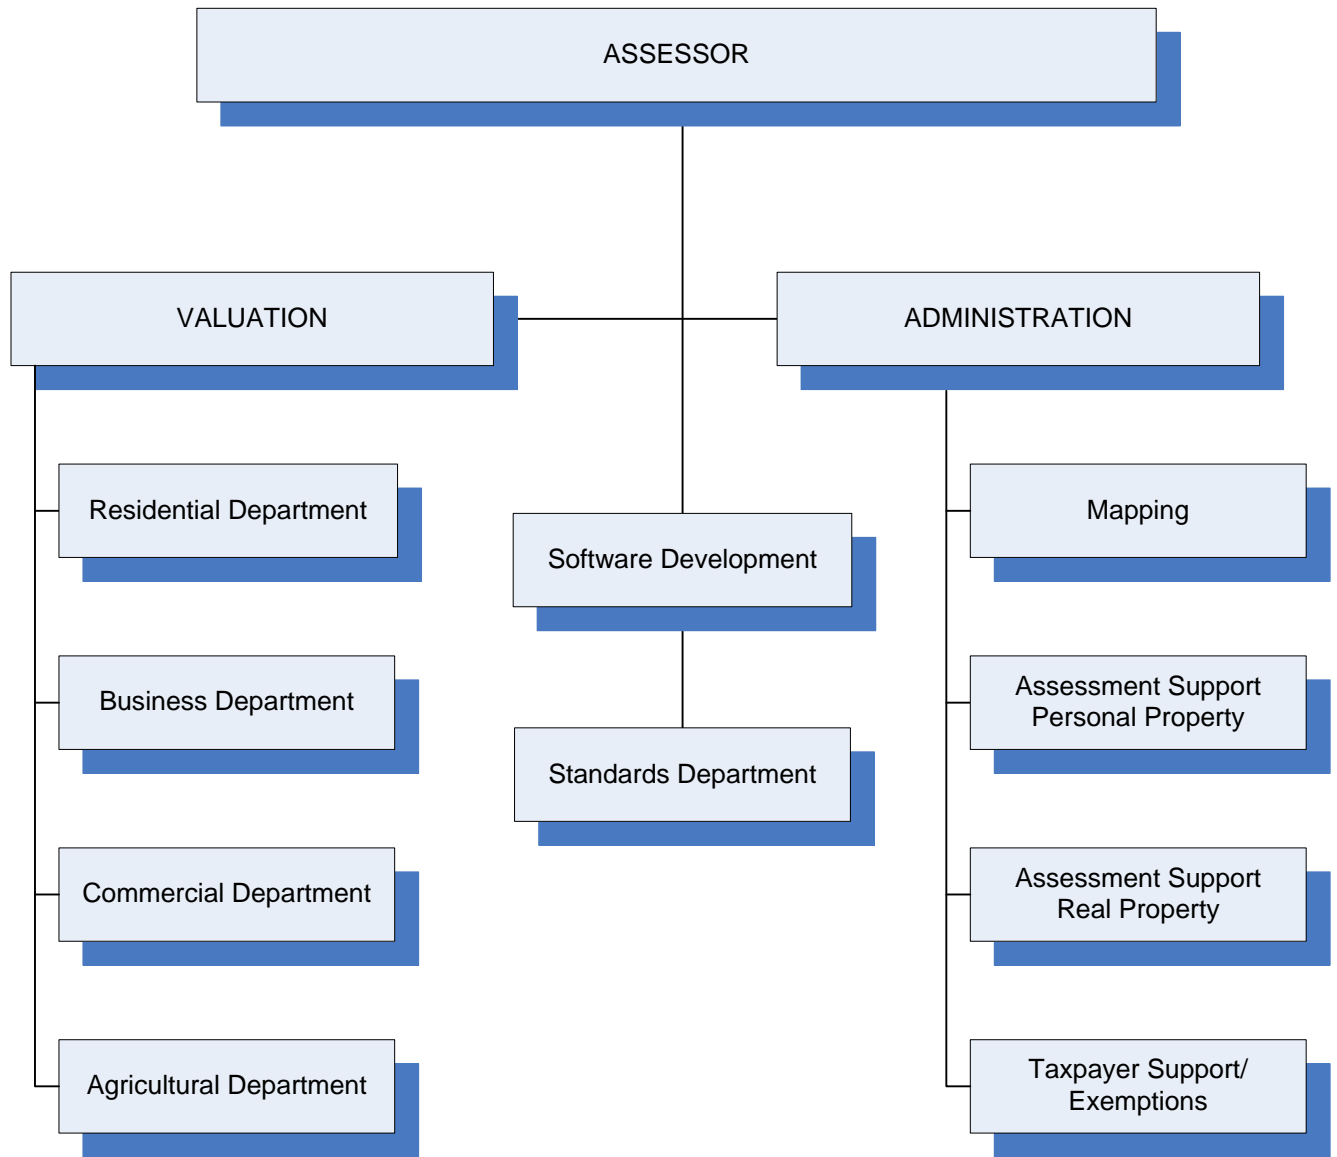 ASSESSOR
VALUATION
ADMINISTRATION
Residential Department
Business Department
Commercial Department
Agricultural Department
Software Development
Standards Department
Mapping
Assessment Support
Personal Property
Assessment Support
Real Property
Taxpayer Support/
Exemptions